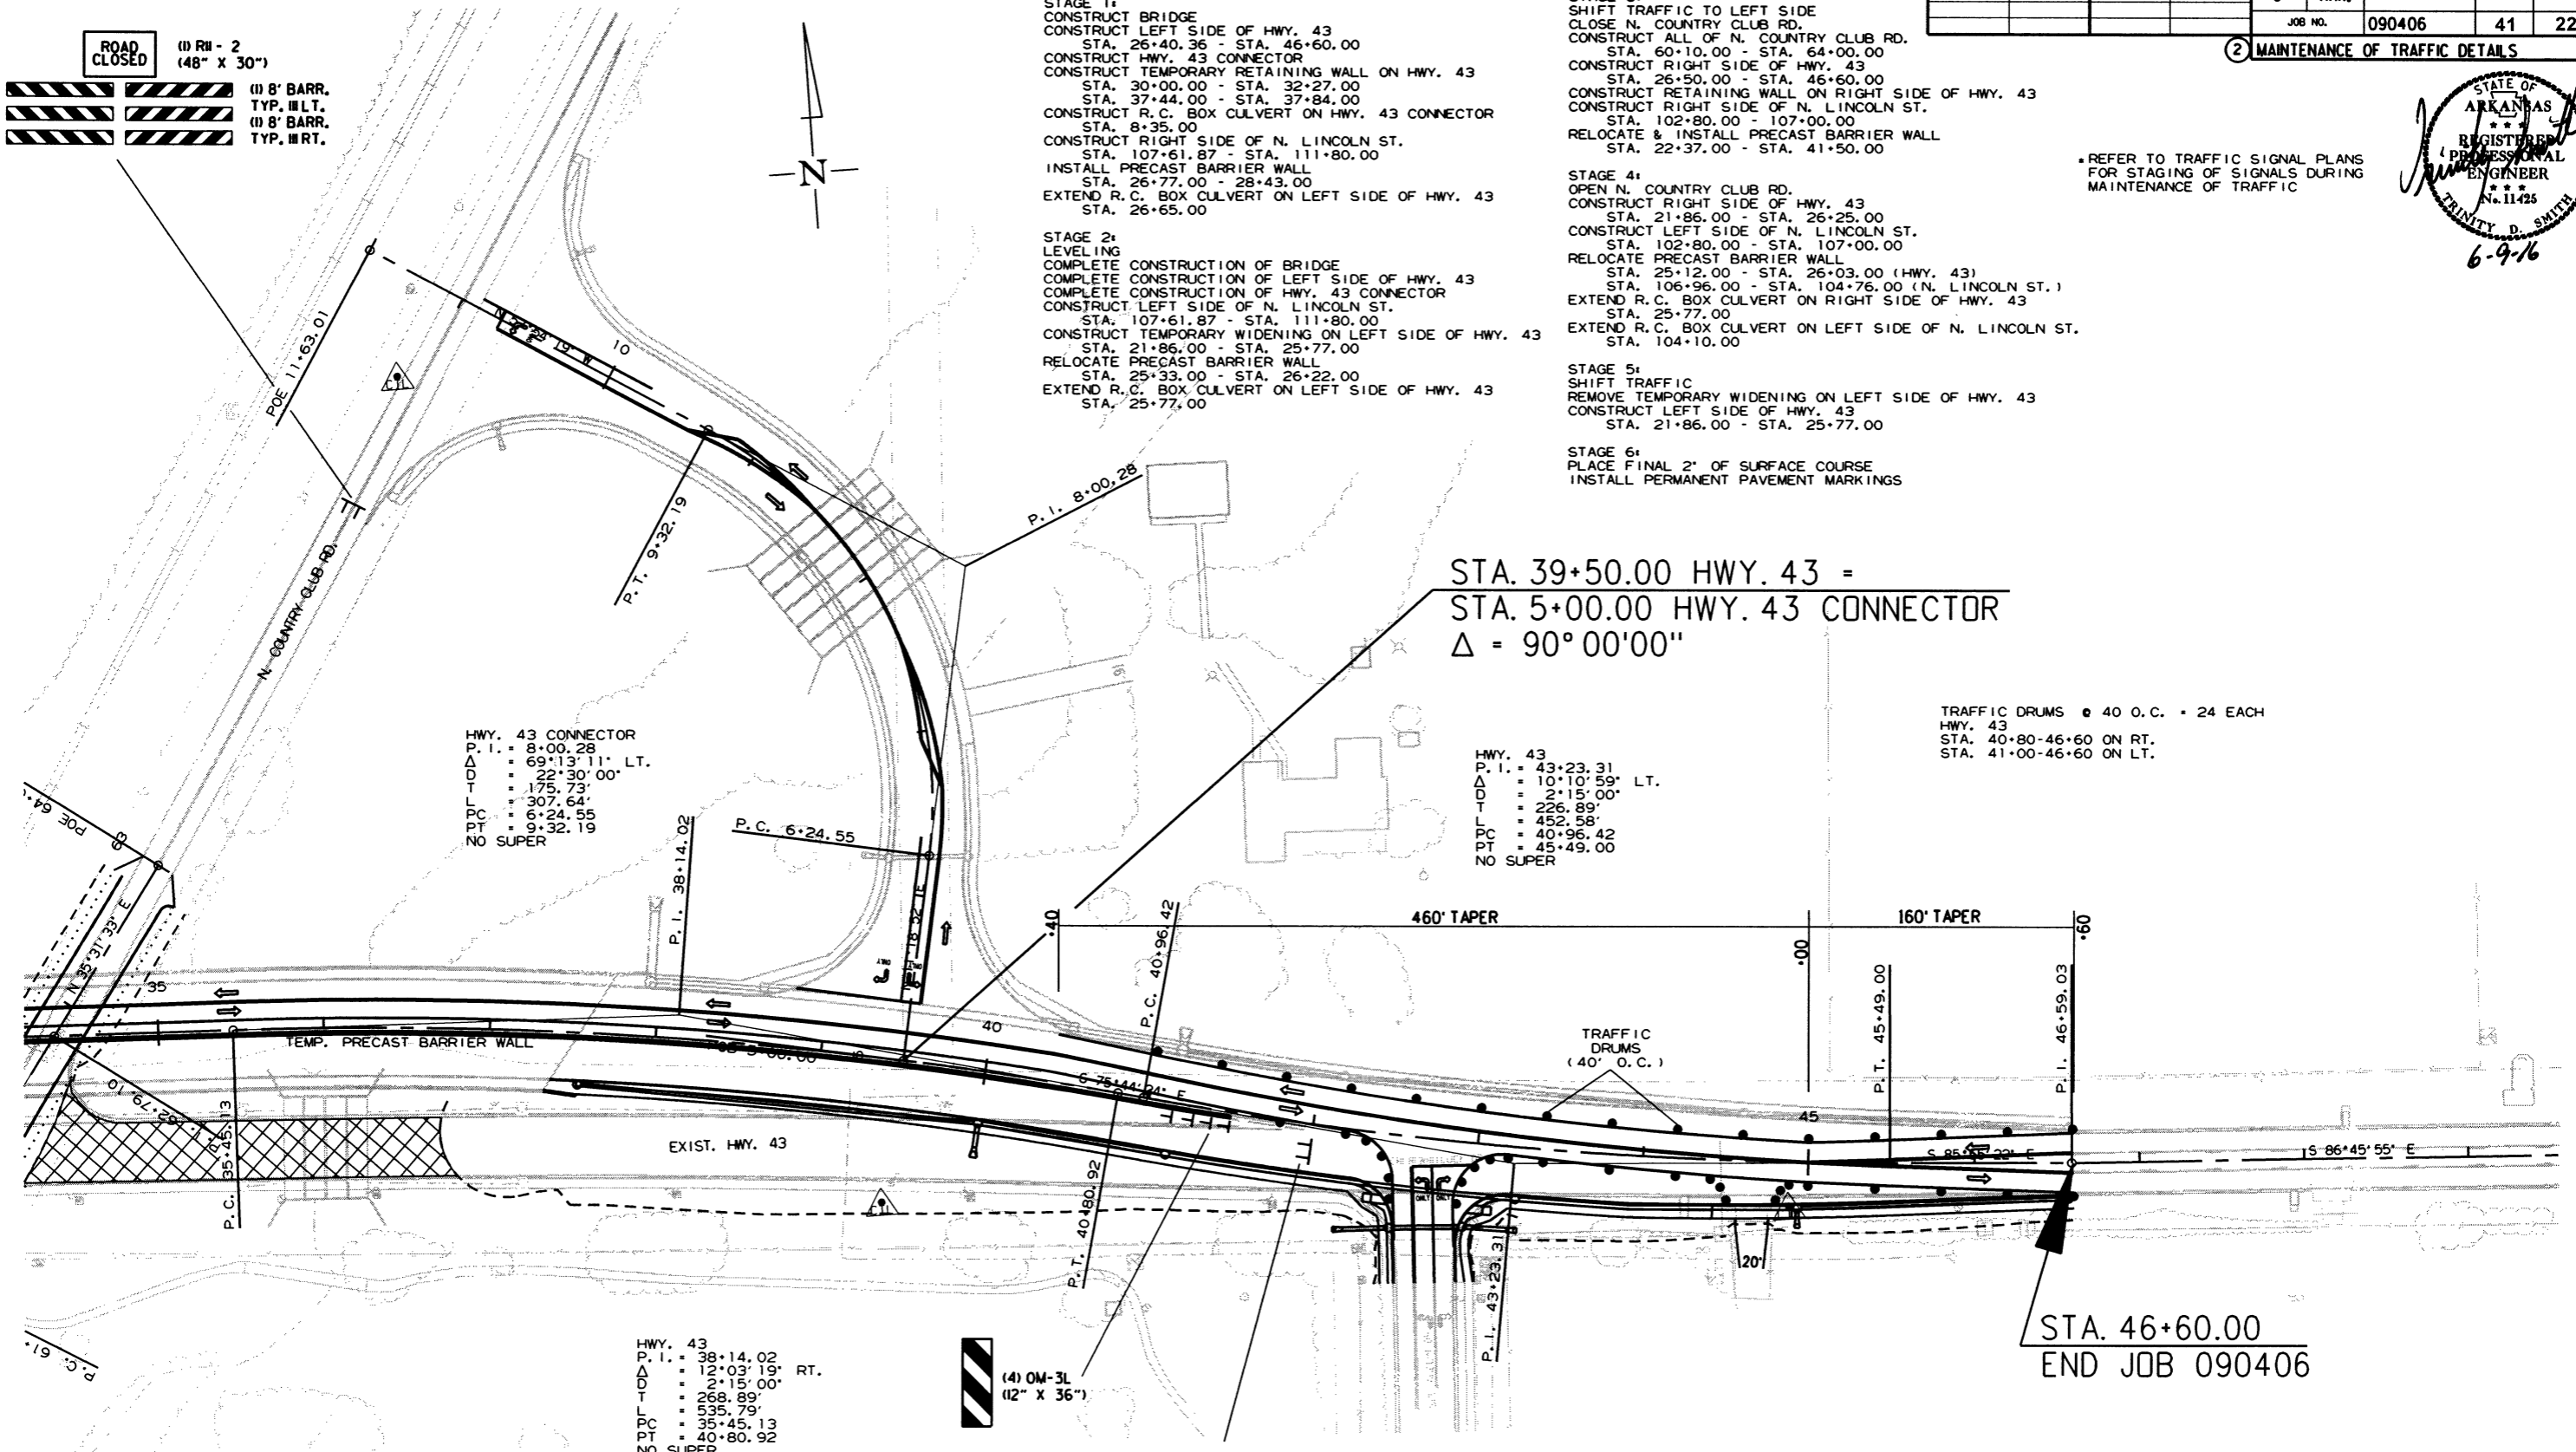 ROAD
CLOSED
(1) R11-2
(48" X 30")
(1) 8' BARR.
TYP. III LT.
(1) 8' BARR.
TYP. III RT.
STAGE 1:
CONSTRUCT BRIDGE
CONSTRUCT LEFT SIDE OF HWY. 43
STA. 26+40.36 - STA. 46+60.00
CONSTRUCT HWY. 43 CONNECTOR
CONSTRUCT TEMPORARY RETAINING WALL ON HWY. 43
STA. 30+00.00 - STA. 32+27.00
STA. 37+44.00 - STA. 37+84.00
CONSTRUCT R.C. BOX CULVERT ON HWY. 43 CONNECTOR
STA. 8+35.00
CONSTRUCT RIGHT SIDE OF N. LINCOLN ST.
STA. 107+61.87 - STA. 111+80.00
INSTALL PRECAST BARRIER WALL
STA. 26+77.00 - 28+43.00
EXTEND R.C. BOX CULVERT ON LEFT SIDE OF HWY. 43
STA. 26+65.00
STAGE 2:
LEVELING
COMPLETE CONSTRUCTION OF BRIDGE
COMPLETE CONSTRUCTION OF LEFT SIDE OF HWY. 43
COMPLETE CONSTRUCTION OF HWY. 43 CONNECTOR
CONSTRUCT LEFT SIDE OF N. LINCOLN ST.
STA. 107+61.87 - STA. 111+80.00
CONSTRUCT TEMPORARY WIDENING ON LEFT SIDE OF HWY. 43
STA. 21+86.00 - STA. 25+77.00
RELOCATE PRECAST BARRIER WALL
STA. 25+33.00 - STA. 26+22.00
EXTEND R.C. BOX CULVERT ON LEFT SIDE OF HWY. 43
STA. 25+77.00
SHIFT TRAFFIC TO LEFT SIDE
CLOSE N. COUNTRY CLUB RD.
CONSTRUCT ALL OF N. COUNTRY CLUB RD.
STA. 60+10.00 - STA. 64+00.00
CONSTRUCT RIGHT SIDE OF HWY. 43
STA. 26+50.00 - STA. 46+60.00
CONSTRUCT RETAINING WALL ON RIGHT SIDE OF HWY. 43
CONSTRUCT RIGHT SIDE OF N. LINCOLN ST.
STA. 102+80.00 - 107+00.00
RELOCATE & INSTALL PRECAST BARRIER WALL
STA. 22+37.00 - STA. 41+50.00
STAGE 4:
OPEN N. COUNTRY CLUB RD.
CONSTRUCT RIGHT SIDE OF HWY. 43
STA. 21+86.00 - STA. 26+25.00
CONSTRUCT LEFT SIDE OF N. LINCOLN ST.
STA. 102+80.00 - STA. 107+00.00
RELOCATE PRECAST BARRIER WALL
STA. 25+12.00 - STA. 26+03.00 (HWY. 43)
STA. 106+96.00 - STA. 104+76.00 (N. LINCOLN ST.)
EXTEND R.C. BOX CULVERT ON RIGHT SIDE OF HWY. 43
STA. 25+77.00
EXTEND R.C. BOX CULVERT ON LEFT SIDE OF N. LINCOLN ST.
STA. 104+10.00
STAGE 5:
SHIFT TRAFFIC
REMOVE TEMPORARY WIDENING ON LEFT SIDE OF HWY. 43
CONSTRUCT LEFT SIDE OF HWY. 43
STA. 21+86.00 - STA. 25+77.00
STAGE 6:
PLACE FINAL 2" OF SURFACE COURSE
INSTALL PERMANENT PAVEMENT MARKINGS
JOB NO. 090406 41 22
2 MAINTENANCE OF TRAFFIC DETAILS
* REFER TO TRAFFIC SIGNAL PLANS
FOR STAGING OF SIGNALS DURING
MAINTENANCE OF TRAFFIC
STATE OF
ARKANSAS
REGISTERED
PROFESSIONAL
ENGINEER
No. 11425
TRINITY D. SMITH
6-9-16
N
POE 11+63.01
CTL
10
P.T. 9+32.19
P.I. 8+00.28
N. COUNTRY CLUB RD.
STA. 39+50.00 HWY. 43 =
STA. 5+00.00 HWY. 43 CONNECTOR
Δ = 90°00'00"
HWY. 43 CONNECTOR
P.I. = 8+00.28
Δ = 69°13'11" LT.
D = 22°30'00"
T = 175.73'
L = 307.64'
PC = 6+24.55
PT = 9+32.19
NO SUPER
HWY. 43
P.I. = 43+23.31
Δ = 10°10'59" LT.
D = 2°15'00"
T = 226.89'
L = 452.58'
PC = 40+96.42
PT = 45+49.00
NO SUPER
TRAFFIC DRUMS @ 40 O.C. = 24 EACH
HWY. 43
STA. 40+80-46+60 ON RT.
STA. 41+00-46+60 ON LT.
63
N 35°31'33" E
P.I. 38+14.02
P.C. 6+24.55
ONLY
ONLY
+40
460' TAPER
+00
160' TAPER
+60
P.C. 40+96.42
P.T. 45+49.00
P.I. 46+59.03
35
40
45
TEMP. PRECAST BARRIER WALL
TRAFFIC
DRUMS
(40' O.C.)
S 75°44'24" E
S 86°45'55" E
EXIST. HWY. 43
P.C. 35+45.13
P.T. 40+80.92
CTL
ONLY
ONLY
P.I. 43+23.31
20'
P.C. 61+
(4) OM-3L
(12" X 36")
HWY. 43
P.I. = 38+14.02
Δ = 12°03'19" RT.
D = 2°15'00"
T = 268.89'
L = 535.79'
PC = 35+45.13
PT = 40+80.92
NO SUPER
STA. 46+60.00
END JOB 090406